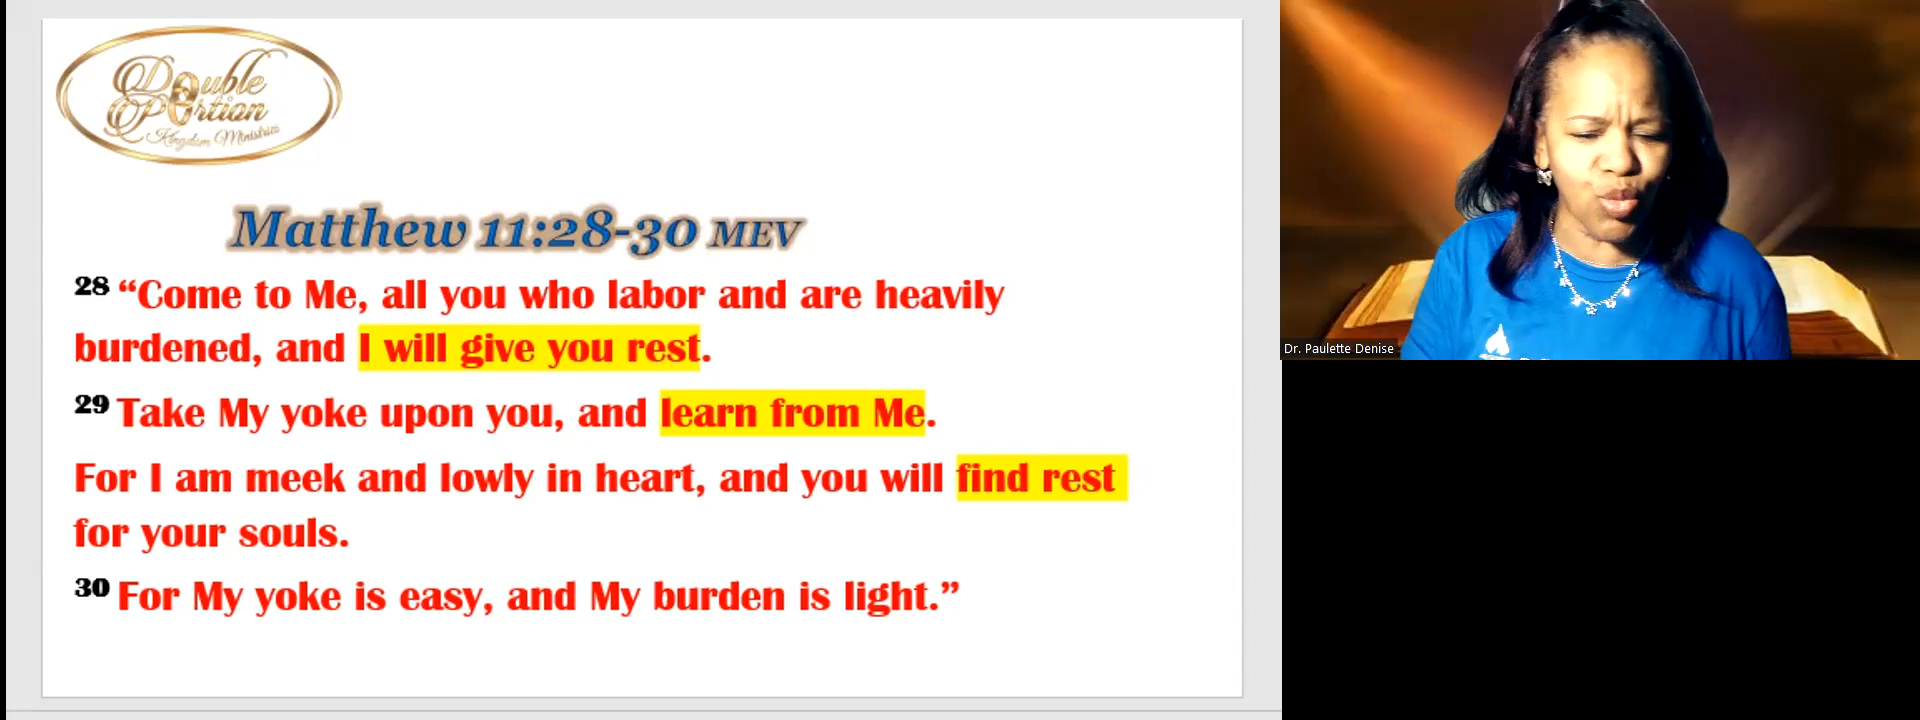 Double
Portion
Kingdom Ministries
Matthew 11:28-30 MEV
28 “Come to Me, all you who labor and are heavily
burdened, and I will give you rest.
29 Take My yoke upon you, and learn from Me.
For I am meek and lowly in heart, and you will find rest
for your souls.
30 For My yoke is easy, and My burden is light.”
Dr. Paulette Denise